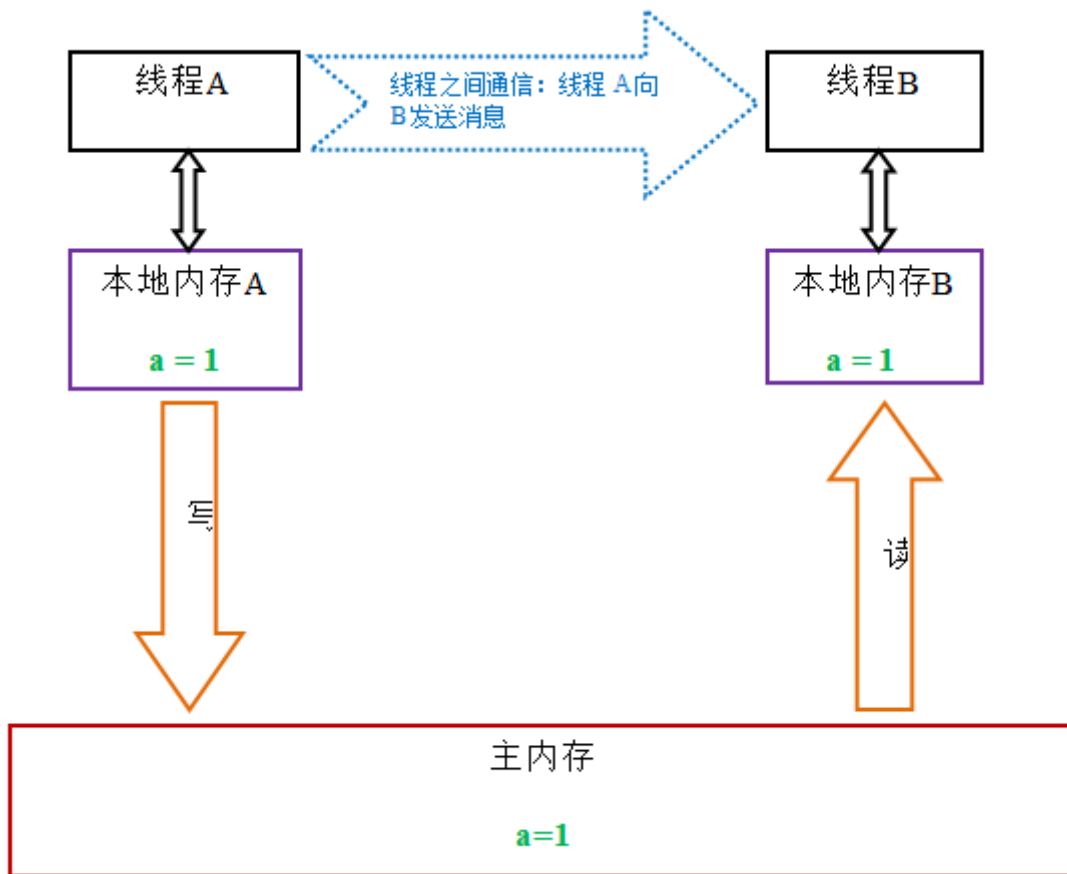 线程A
线程之间通信：线程 A向
B发送消息
线程B
本地内存A
a = 1
本地内存B
a = 1
写
读
主内存
a=1